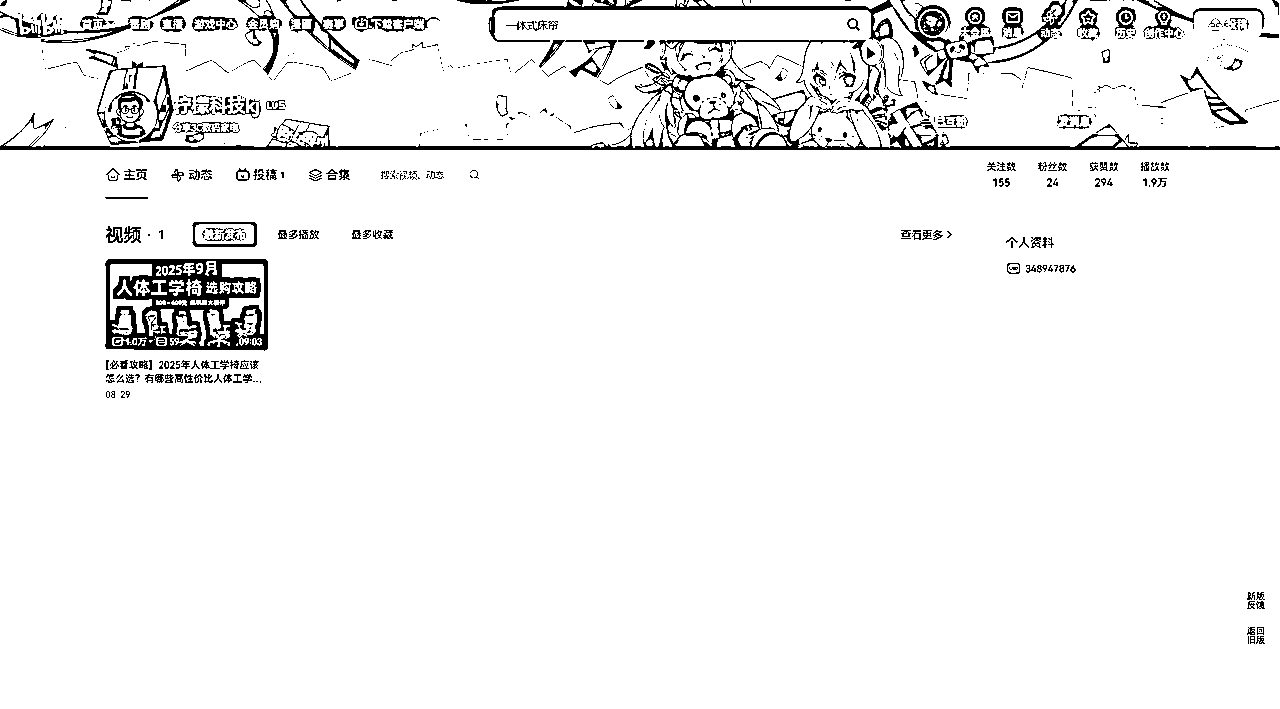 bilibili
首页 番剧 直播 游戏中心 会员购 漫画 赛事 下载客户端
一体式床帘
消息 动态 收藏 历史 创作中心
宁蒙科技kj LV5
主页 动态 投稿 1 合集 搜索视频、动态
关注数 粉丝数 获赞数 播放数
155 24 294 1.9万
视频 · 1 最新发布 最多播放 最多收藏 查看更多
个人资料
UID 348947876
2025年9月
人体工学椅 选购攻略
1.0万 59 09:03
【必看攻略】2025年人体工学椅应该
怎么选？有哪些高性价比人体工学...
08-29
新版
反馈
返回
旧版